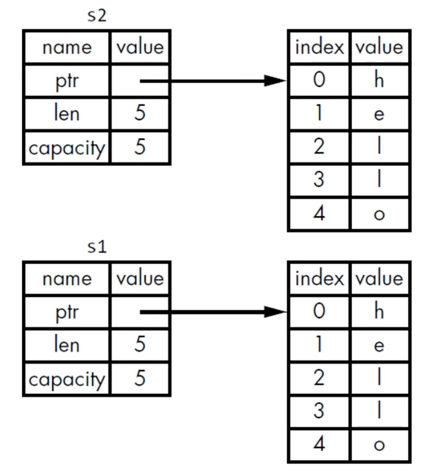 s2
name value index value
ptr 0 h
len 5 1 e
capacity 5 2 l
3 l
4 o
s1
name value index value
ptr 0 h
len 5 1 e
capacity 5 2 l
3 l
4 o